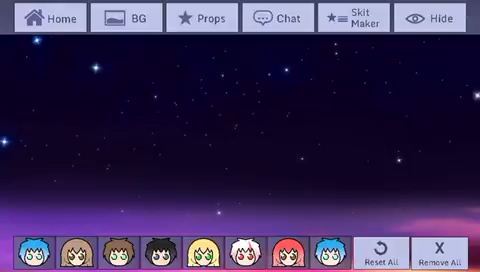 Home
BG
Props
Chat
Skit
Maker
Hide
Reset All
X
Remove All